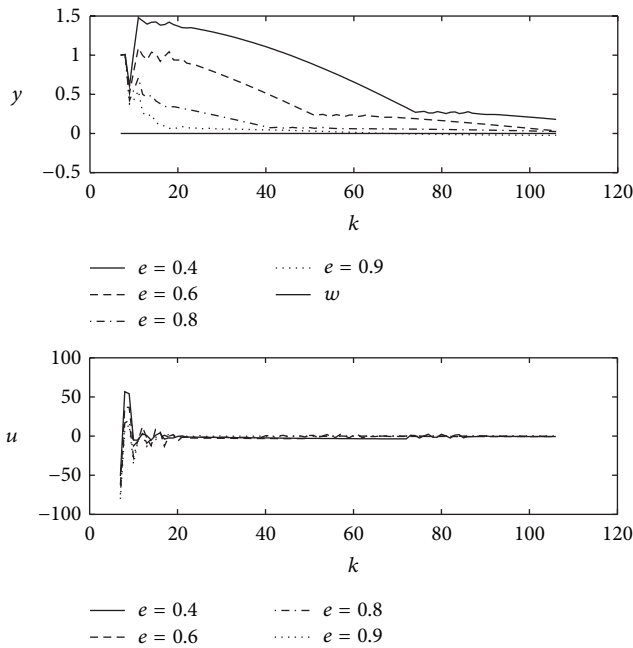 1.5
1
y 0.5
0
−0.5
0 20 40 60 80 100 120
k
e = 0.4 e = 0.9
e = 0.6 w
e = 0.8
100
50
u 0
−50
−100
0 20 40 60 80 100 120
k
e = 0.4 e = 0.8
e = 0.6 e = 0.9